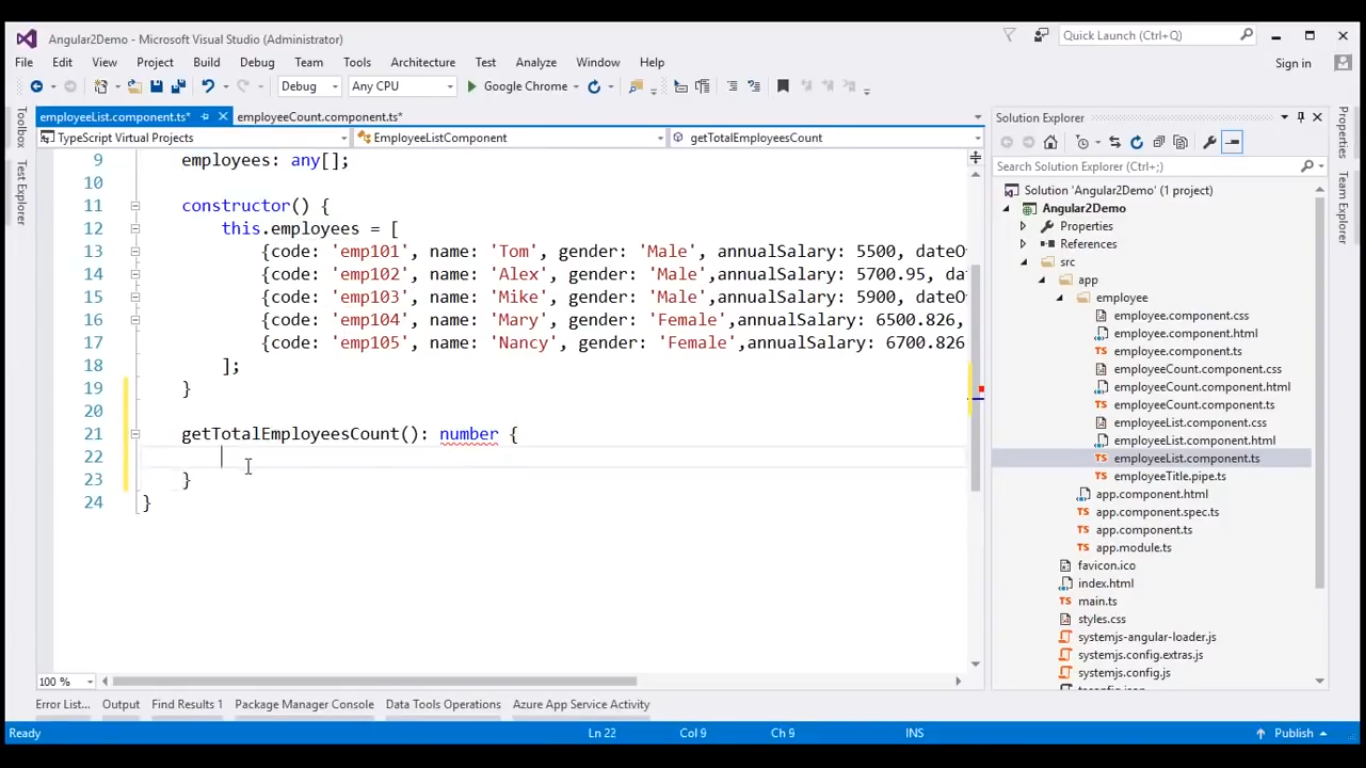 Angular2Demo - Microsoft Visual Studio (Administrator)
Quick Launch (Ctrl+Q)
File Edit View Project Build Debug Team Tools Architecture Test Analyze Window Help
Sign in
Debug Any CPU Google Chrome
Toolbox
Test Explorer
employeeList.component.ts* employeeCount.component.ts*
TypeScript Virtual Projects EmployeeListComponent getTotalEmployeesCount
9 employees: any[];
10
11 constructor() {
12 this.employees = [
13 {code: 'emp101', name: 'Tom', gender: 'Male', annualSalary: 5500, dateO
14 {code: 'emp102', name: 'Alex', gender: 'Male',annualSalary: 5700.95, da
15 {code: 'emp103', name: 'Mike', gender: 'Male',annualSalary: 5900, dateO
16 {code: 'emp104', name: 'Mary', gender: 'Female',annualSalary: 6500.826,
17 {code: 'emp105', name: 'Nancy', gender: 'Female',annualSalary: 6700.826
18 ];
19 }
20
21 getTotalEmployeesCount(): number {
22
23 }
24 }
100 %
Solution Explorer
Search Solution Explorer (Ctrl+;)
Solution 'Angular2Demo' (1 project)
Angular2Demo
Properties
References
src
app
employee
employee.component.css
employee.component.html
TS employee.component.ts
employeeCount.component.css
employeeCount.component.html
TS employeeCount.component.ts
employeeList.component.css
employeeList.component.html
TS employeeList.component.ts
TS employeeTitle.pipe.ts
app.component.html
TS app.component.spec.ts
TS app.component.ts
TS app.module.ts
favicon.ico
index.html
TS main.ts
styles.css
systemjs-angular-loader.js
systemjs.config.extras.js
systemjs.config.js
Properties
Team Explorer
Error List... Output Find Results 1 Package Manager Console Data Tools Operations Azure App Service Activity
Ready Ln 22 Col 9 Ch 9 INS Publish